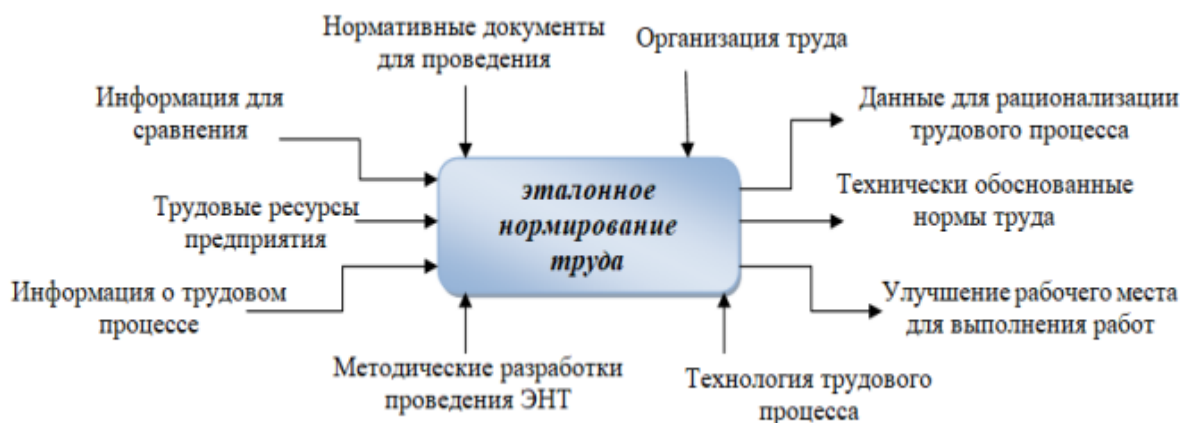 Нормативные документы
для проведения
Организация труда
Информация для
сравнения
Данные для рационализации
трудового процесса
Трудовые ресурсы
предприятия
эталонное
нормирование
труда
Технически обоснованные
нормы труда
Информация о трудовом
процессе
Улучшение рабочего места
для выполнения работ
Методические разработки
проведения ЭНТ
Технология трудового
процесса